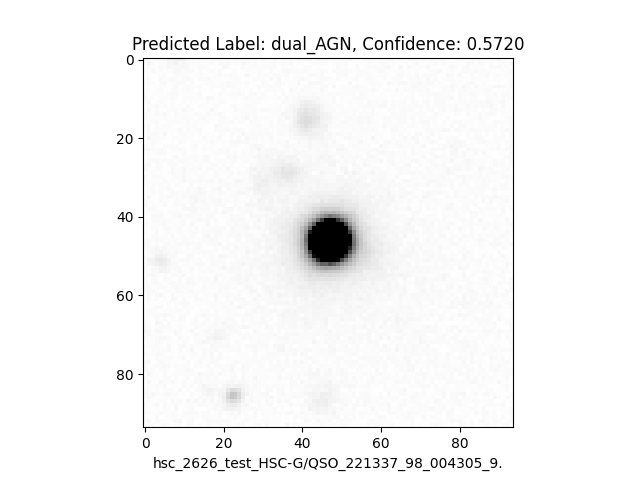 Predicted Label: dual_AGN, Confidence: 0.5720
0
20
40
60
80
0 20 40 60 80
hsc_2626_test_HSC-G/QSO_221337_98_004305_9.